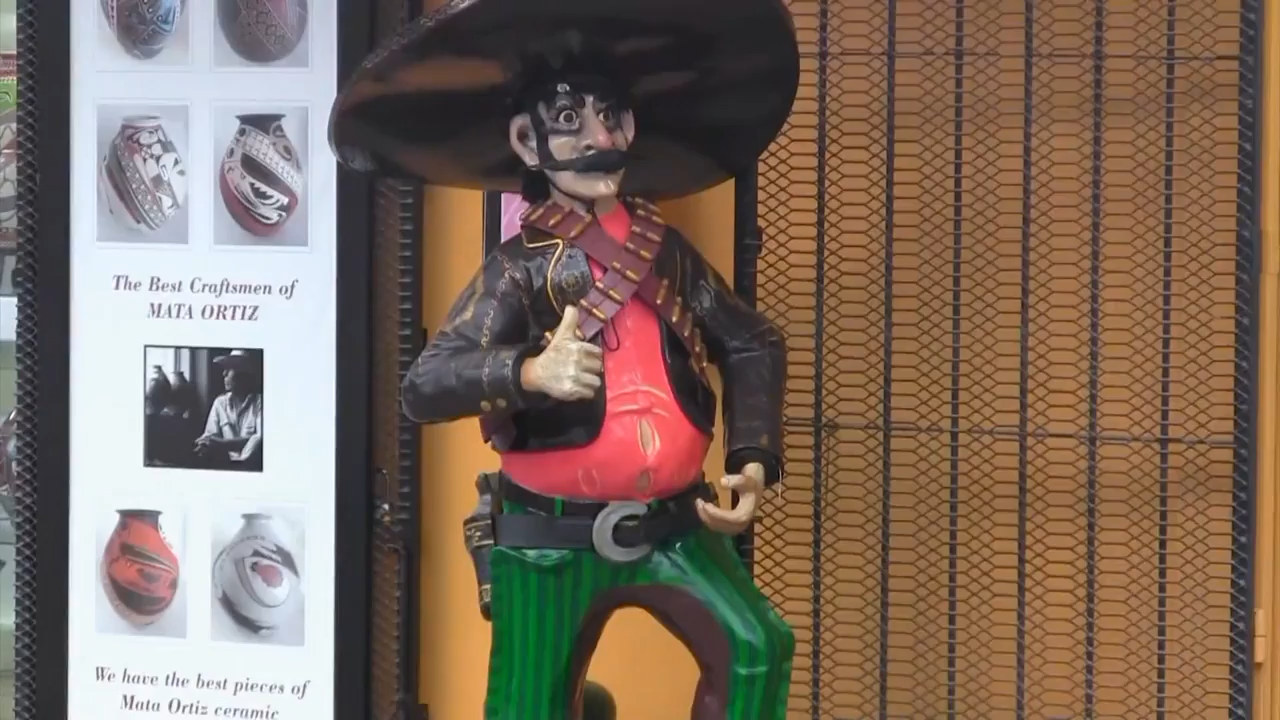 The Best Craftsmen of
MATA ORTIZ
We have the best pieces of
Mata Ortiz ceramic